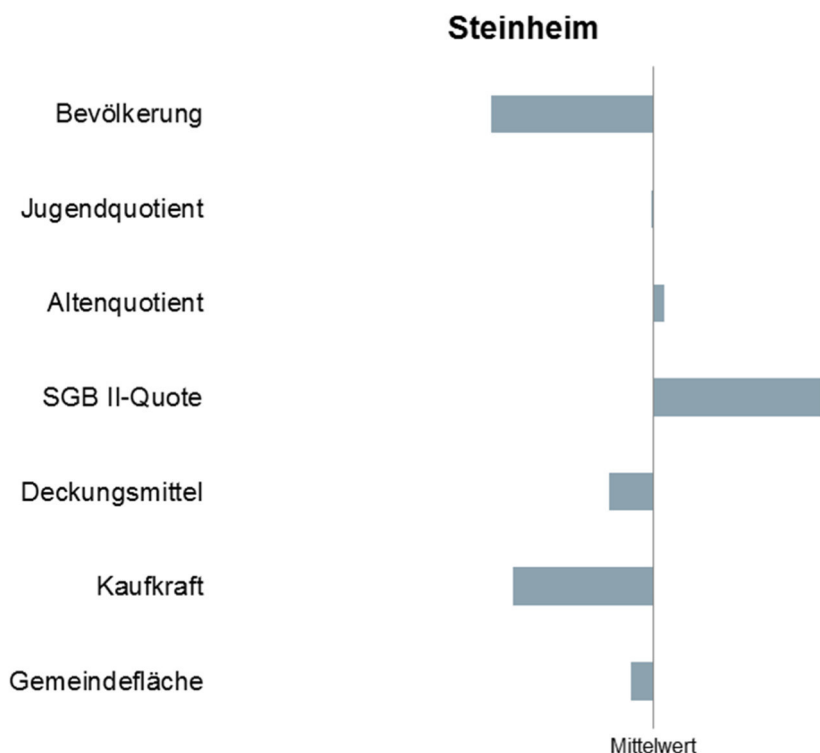 Steinheim
Bevölkerung
Jugendquotient
Altenquotient
SGB II-Quote
Deckungsmittel
Kaufkraft
Gemeindefläche
Mittelwert